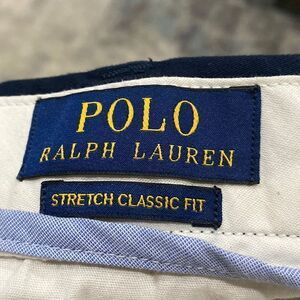 POLO
RALPH LAUREN
STRETCH CLASSIC FIT